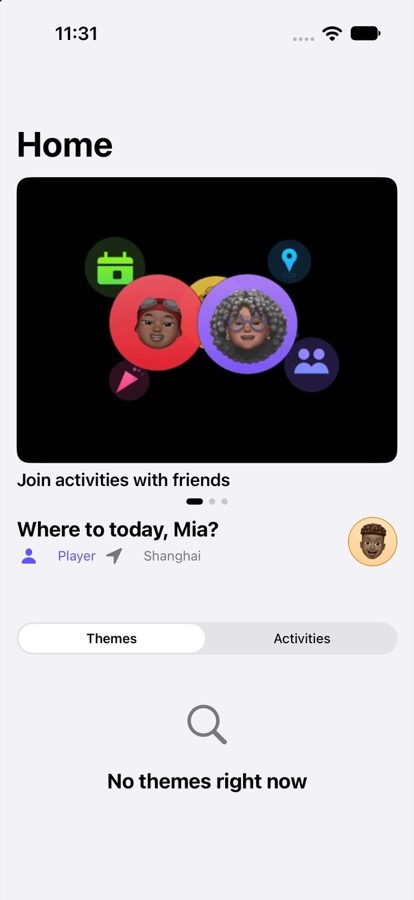 11:31
Home
Join activities with friends
Where to today, Mia?
Player Shanghai
Themes Activities
No themes right now